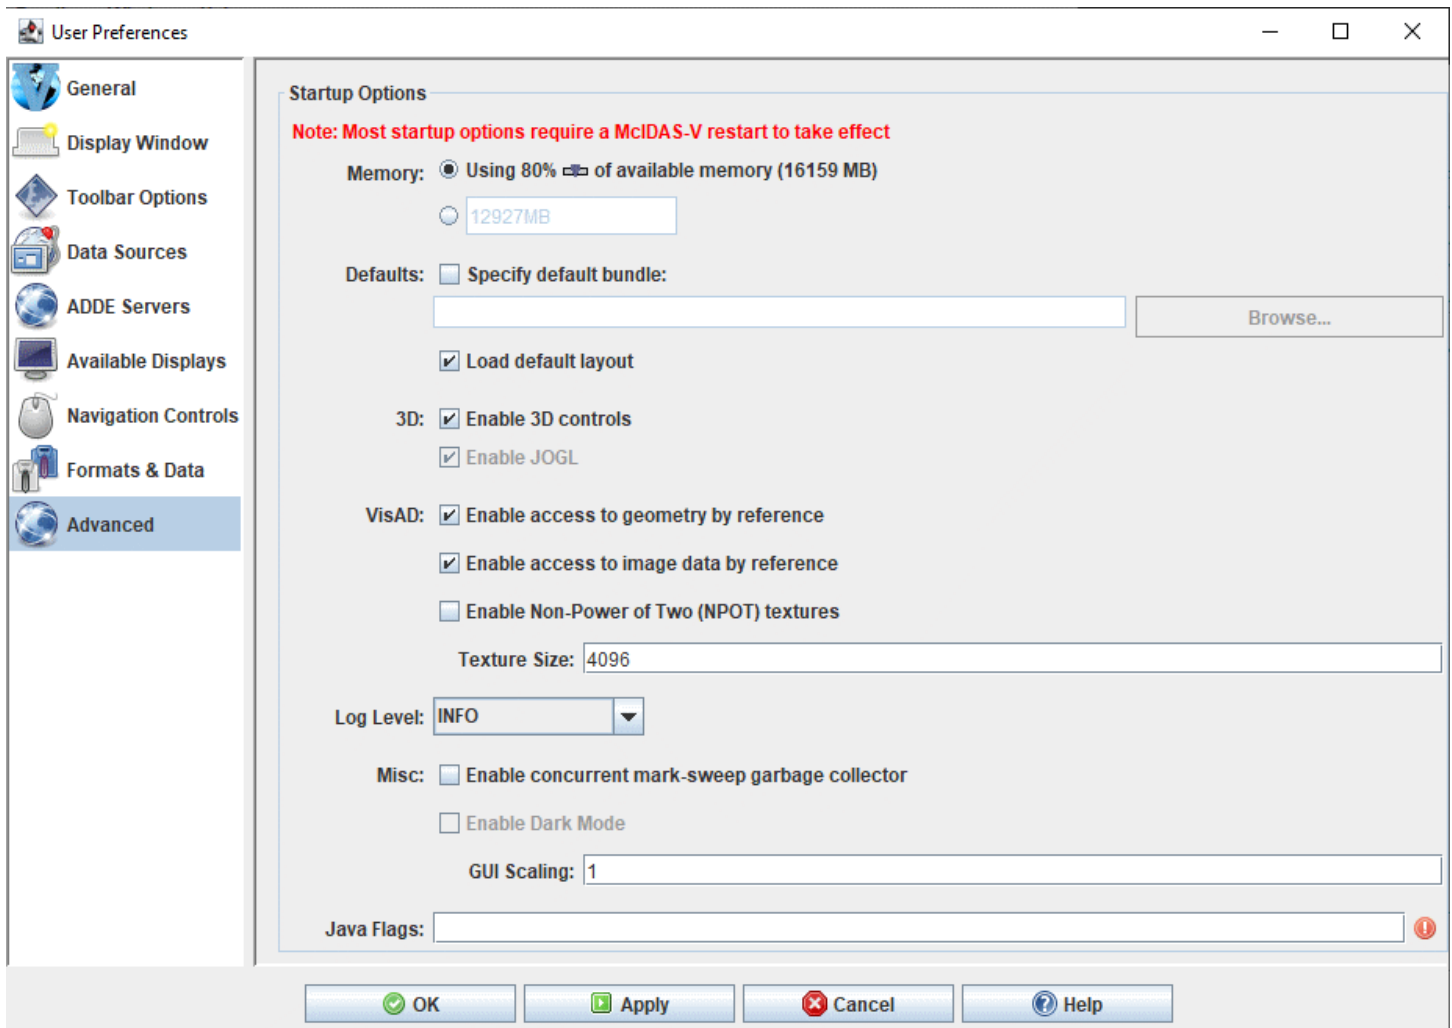 User Preferences
General
Display Window
Toolbar Options
Data Sources
ADDE Servers
Available Displays
Navigation Controls
Formats & Data
Advanced
Startup Options
Note: Most startup options require a McIDAS-V restart to take effect
Memory: Using 80% of available memory (16159 MB)
12927MB
Defaults: Specify default bundle:
Browse...
Load default layout
3D: Enable 3D controls
Enable JOGL
VisAD: Enable access to geometry by reference
Enable access to image data by reference
Enable Non-Power of Two (NPOT) textures
Texture Size: 4096
Log Level: INFO
Misc: Enable concurrent mark-sweep garbage collector
Enable Dark Mode
GUI Scaling: 1
Java Flags:
OK Apply Cancel Help